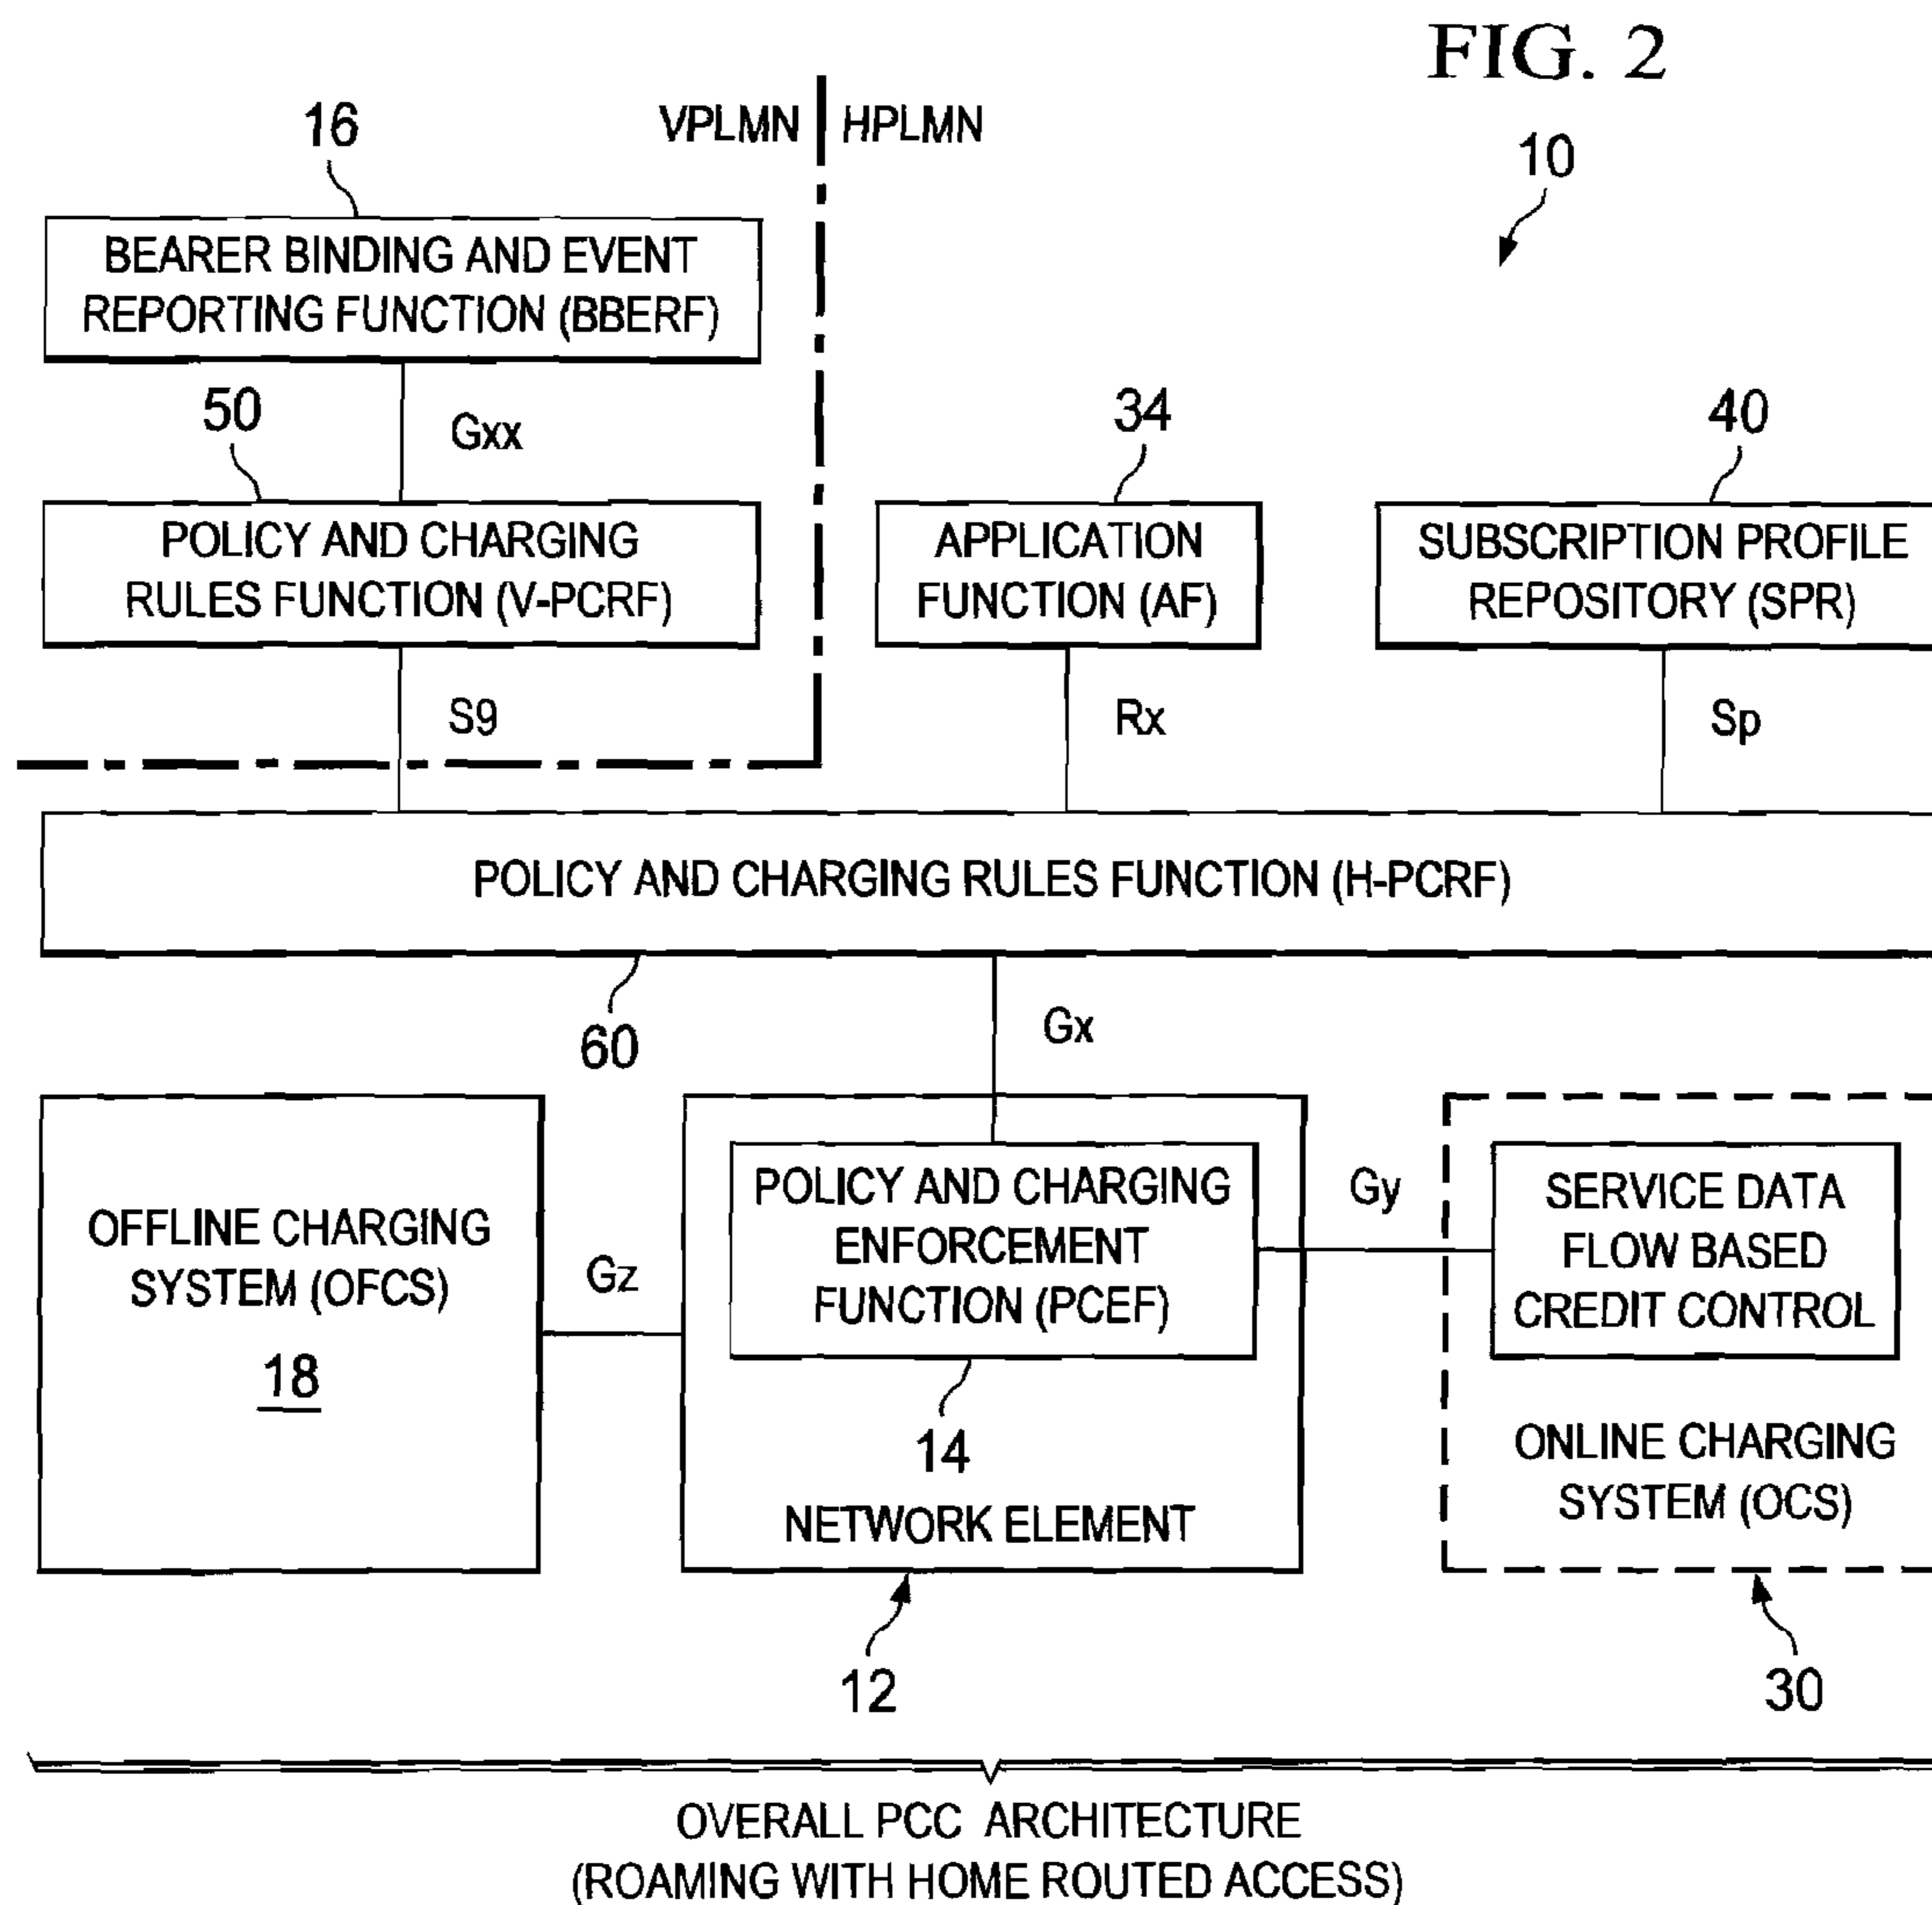 FIG. 2
VPLMN
HPLMN
10
16
BEARER BINDING AND EVENT
REPORTING FUNCTION (BBERF)
50
Gxx
34
40
POLICY AND CHARGING
RULES FUNCTION (V-PCRF)
APPLICATION
FUNCTION (AF)
SUBSCRIPTION PROFILE
REPOSITORY (SPR)
S9
Rx
Sp
POLICY AND CHARGING RULES FUNCTION (H-PCRF)
60
Gx
OFFLINE CHARGING
SYSTEM (OFCS)
18
Gz
POLICY AND CHARGING
ENFORCEMENT
FUNCTION (PCEF)
14
NETWORK ELEMENT
Gy
SERVICE DATA
FLOW BASED
CREDIT CONTROL
ONLINE CHARGING
SYSTEM (OCS)
12
30
OVERALL PCC ARCHITECTURE
(ROAMING WITH HOME ROUTED ACCESS)